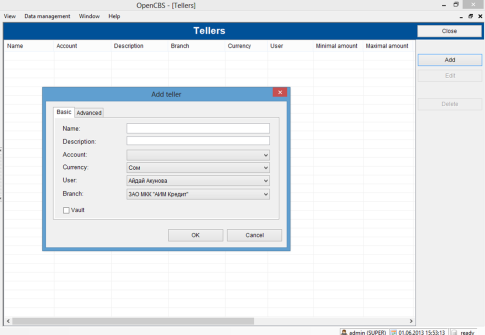 OpenCBS - [Tellers]
View Data management Window Help
Tellers
Close
Name Account Description Branch Currency User Minimal amount Maximal amount
Add
Edit
Delete
Add teller
Basic Advanced
Name:
Description:
Account:
Currency: Сом
User: Айдай Акунова
Branch: ЗАО МКК "АИМ Кредит"
Vault
OK Cancel
admin (SUPER) 01.06.2013 15:53:13 ready